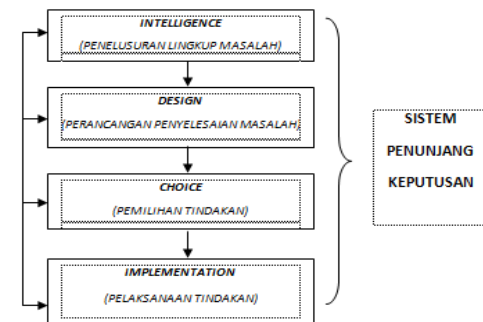 INTELLIGENCE
(PENELUSURAN LINGKUP MASALAH)
DESIGN
(PERANCANGAN PENYELESAIAN MASALAH)
CHOICE
(PEMILIHAN TINDAKAN)
IMPLEMENTATION
(PELAKSANAAN TINDAKAN)
SISTEM
PENUNJANG
KEPUTUSAN